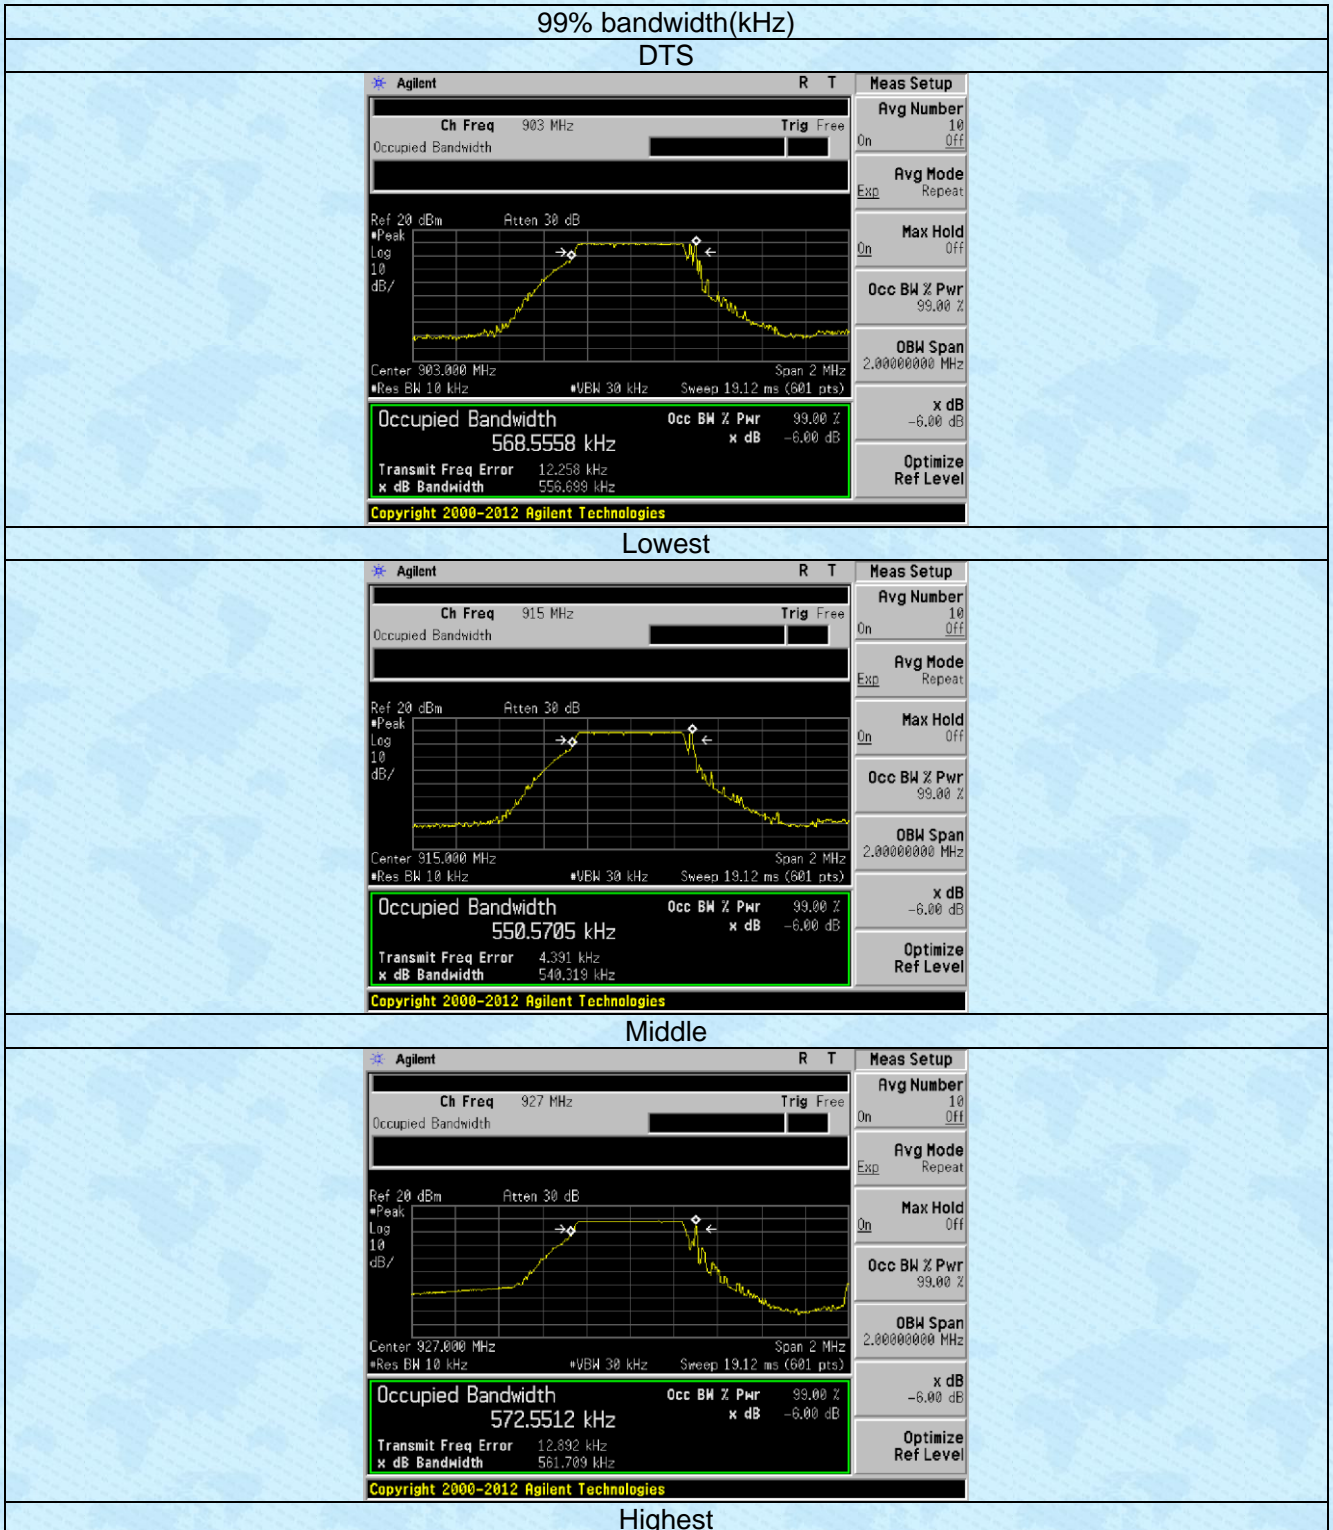 99% bandwidth(kHz)
DTS
Agilent R T Meas Setup
Ch Freq 903 MHz Trig Free
Occupied Bandwidth
Avg Number
10
On Off
Avg Mode
Exp Repeat
Max Hold
On Off
Occ BW % Pwr
99.00 %
OBW Span
2.00000000 MHz
x dB
-6.00 dB
Optimize
Ref Level
Ref 20 dBm Atten 30 dB
#Peak
Log
10
dB/
Center 903.000 MHz Span 2 MHz
#Res BW 10 kHz #VBW 30 kHz Sweep 19.12 ms (601 pts)
Occupied Bandwidth Occ BW % Pwr 99.00 %
568.5558 kHz x dB -6.00 dB
Transmit Freq Error 12.258 kHz
x dB Bandwidth 556.699 kHz
Copyright 2000-2012 Agilent Technologies
Lowest
Agilent R T Meas Setup
Ch Freq 915 MHz Trig Free
Occupied Bandwidth
Avg Number
10
On Off
Avg Mode
Exp Repeat
Max Hold
On Off
Occ BW % Pwr
99.00 %
OBW Span
2.00000000 MHz
x dB
-6.00 dB
Optimize
Ref Level
Ref 20 dBm Atten 30 dB
#Peak
Log
10
dB/
Center 915.000 MHz Span 2 MHz
#Res BW 10 kHz #VBW 30 kHz Sweep 19.12 ms (601 pts)
Occupied Bandwidth Occ BW % Pwr 99.00 %
550.5705 kHz x dB -6.00 dB
Transmit Freq Error 4.391 kHz
x dB Bandwidth 540.319 kHz
Copyright 2000-2012 Agilent Technologies
Middle
Agilent R T Meas Setup
Ch Freq 927 MHz Trig Free
Occupied Bandwidth
Avg Number
10
On Off
Avg Mode
Exp Repeat
Max Hold
On Off
Occ BW % Pwr
99.00 %
OBW Span
2.00000000 MHz
x dB
-6.00 dB
Optimize
Ref Level
Ref 20 dBm Atten 30 dB
#Peak
Log
10
dB/
Center 927.000 MHz Span 2 MHz
#Res BW 10 kHz #VBW 30 kHz Sweep 19.12 ms (601 pts)
Occupied Bandwidth Occ BW % Pwr 99.00 %
572.5512 kHz x dB -6.00 dB
Transmit Freq Error 12.892 kHz
x dB Bandwidth 561.709 kHz
Copyright 2000-2012 Agilent Technologies
Highest